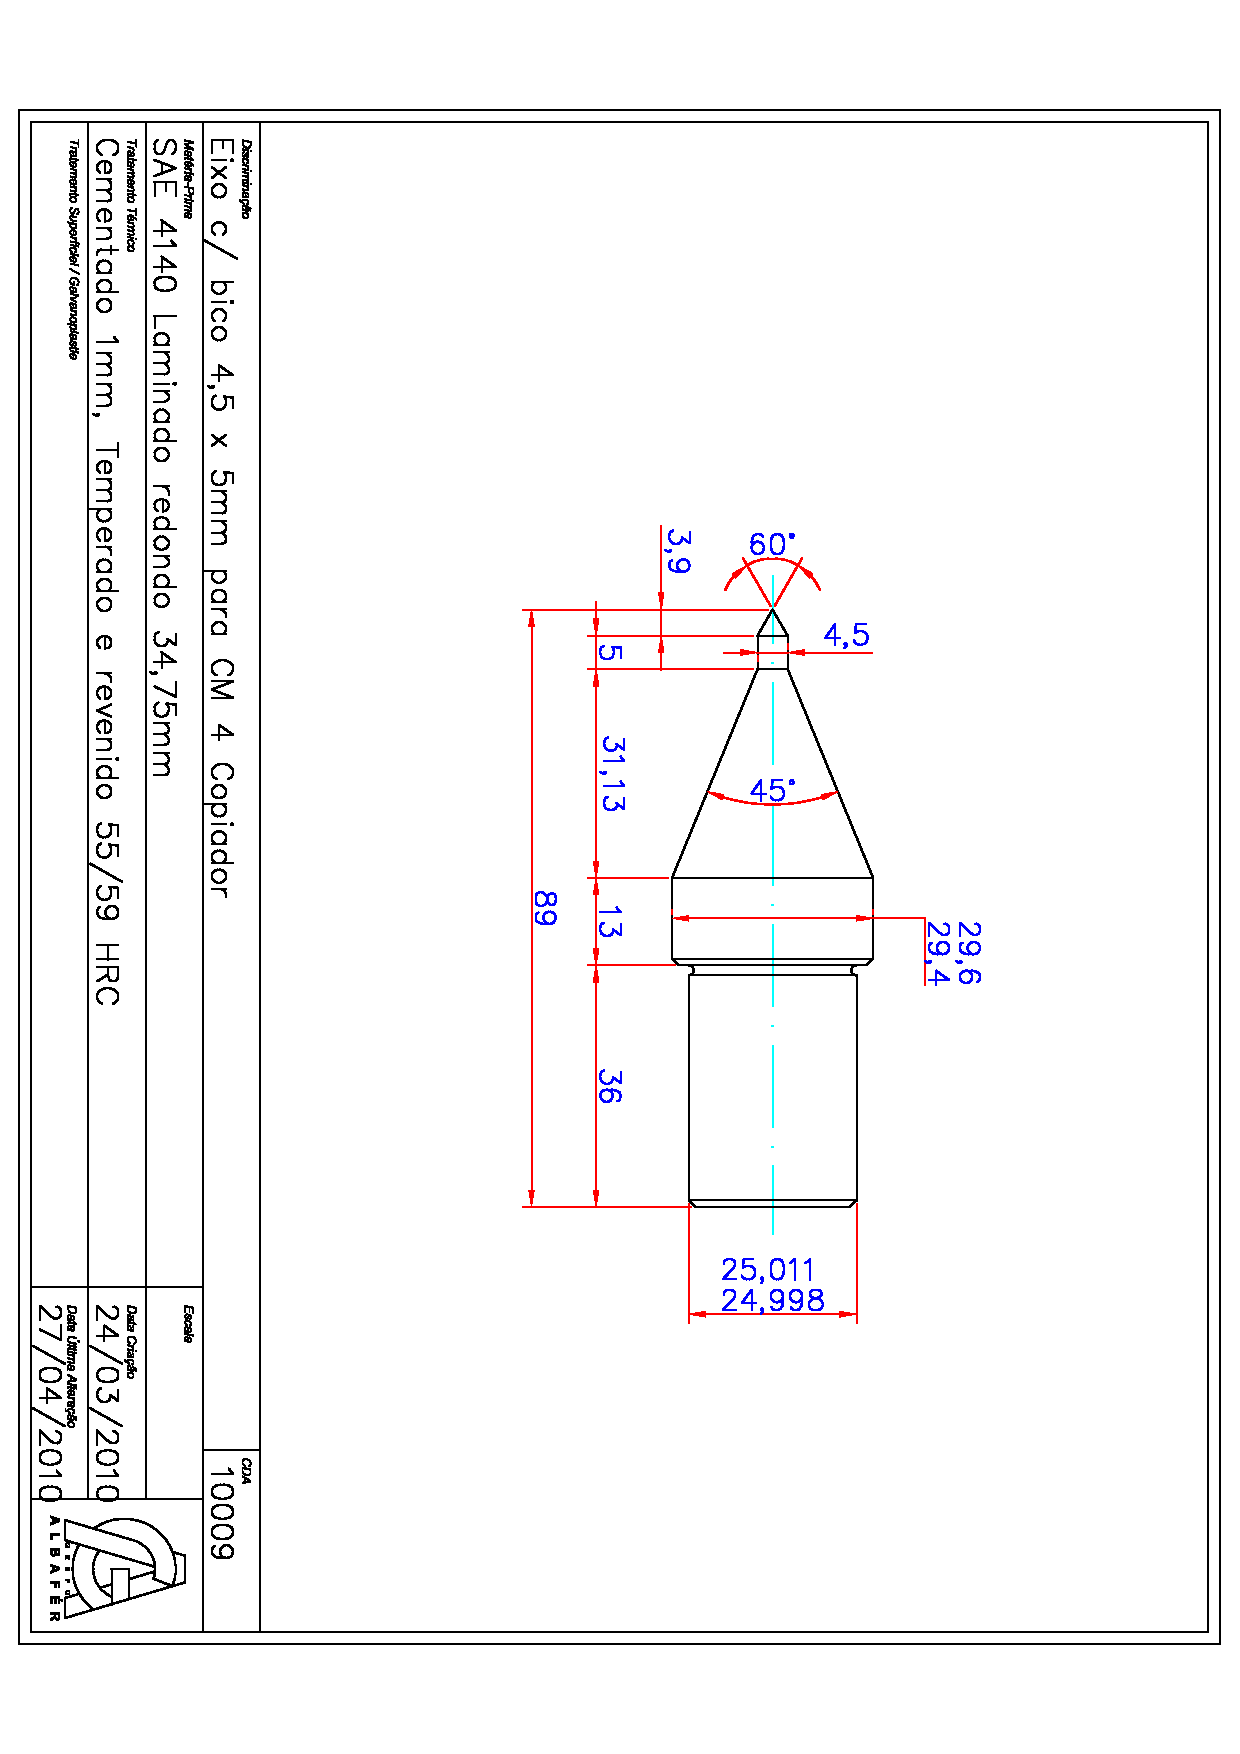 60°
3,9
4,5
5
31,13
45°
89
13
29,6
29,4
36
25,011
24,998
Discriminação
Eixo c/ bico 4,5 x 5mm para CM 4 Copiador
CDA
10009
Matéria-Prima
SAE 4140 Laminado redondo 34,75mm
Escala
Tratamento Térmico
Cementado 1mm, Temperado e revenido 55/59 HRC
Data Criação
24/03/2010
Tratamento Superficial / Galvanoplastia
Data Última Alteração
27/04/2010
GRUPO
ALBAFÉR